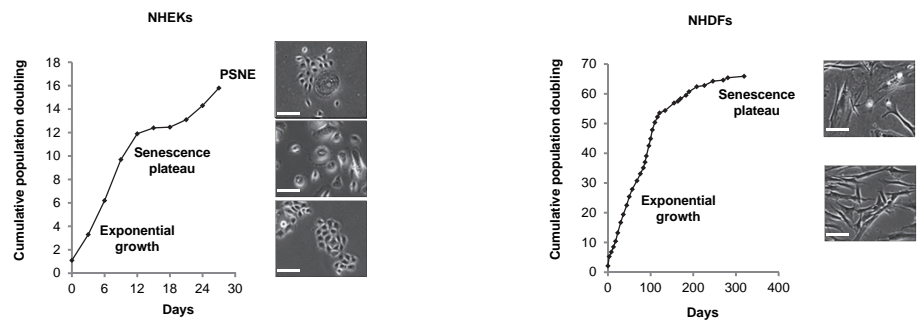 NHEKs
Cumulative population doubling
18
16
14
12
10
8
6
4
2
0
0 6 12 18 24 30
Days
PSNE
Senescence
plateau
Exponential
growth
NHDFs
Cumulative population doubling
70
60
50
40
30
20
10
0
0 100 200 300 400
Days
Senescence
plateau
Exponential
growth